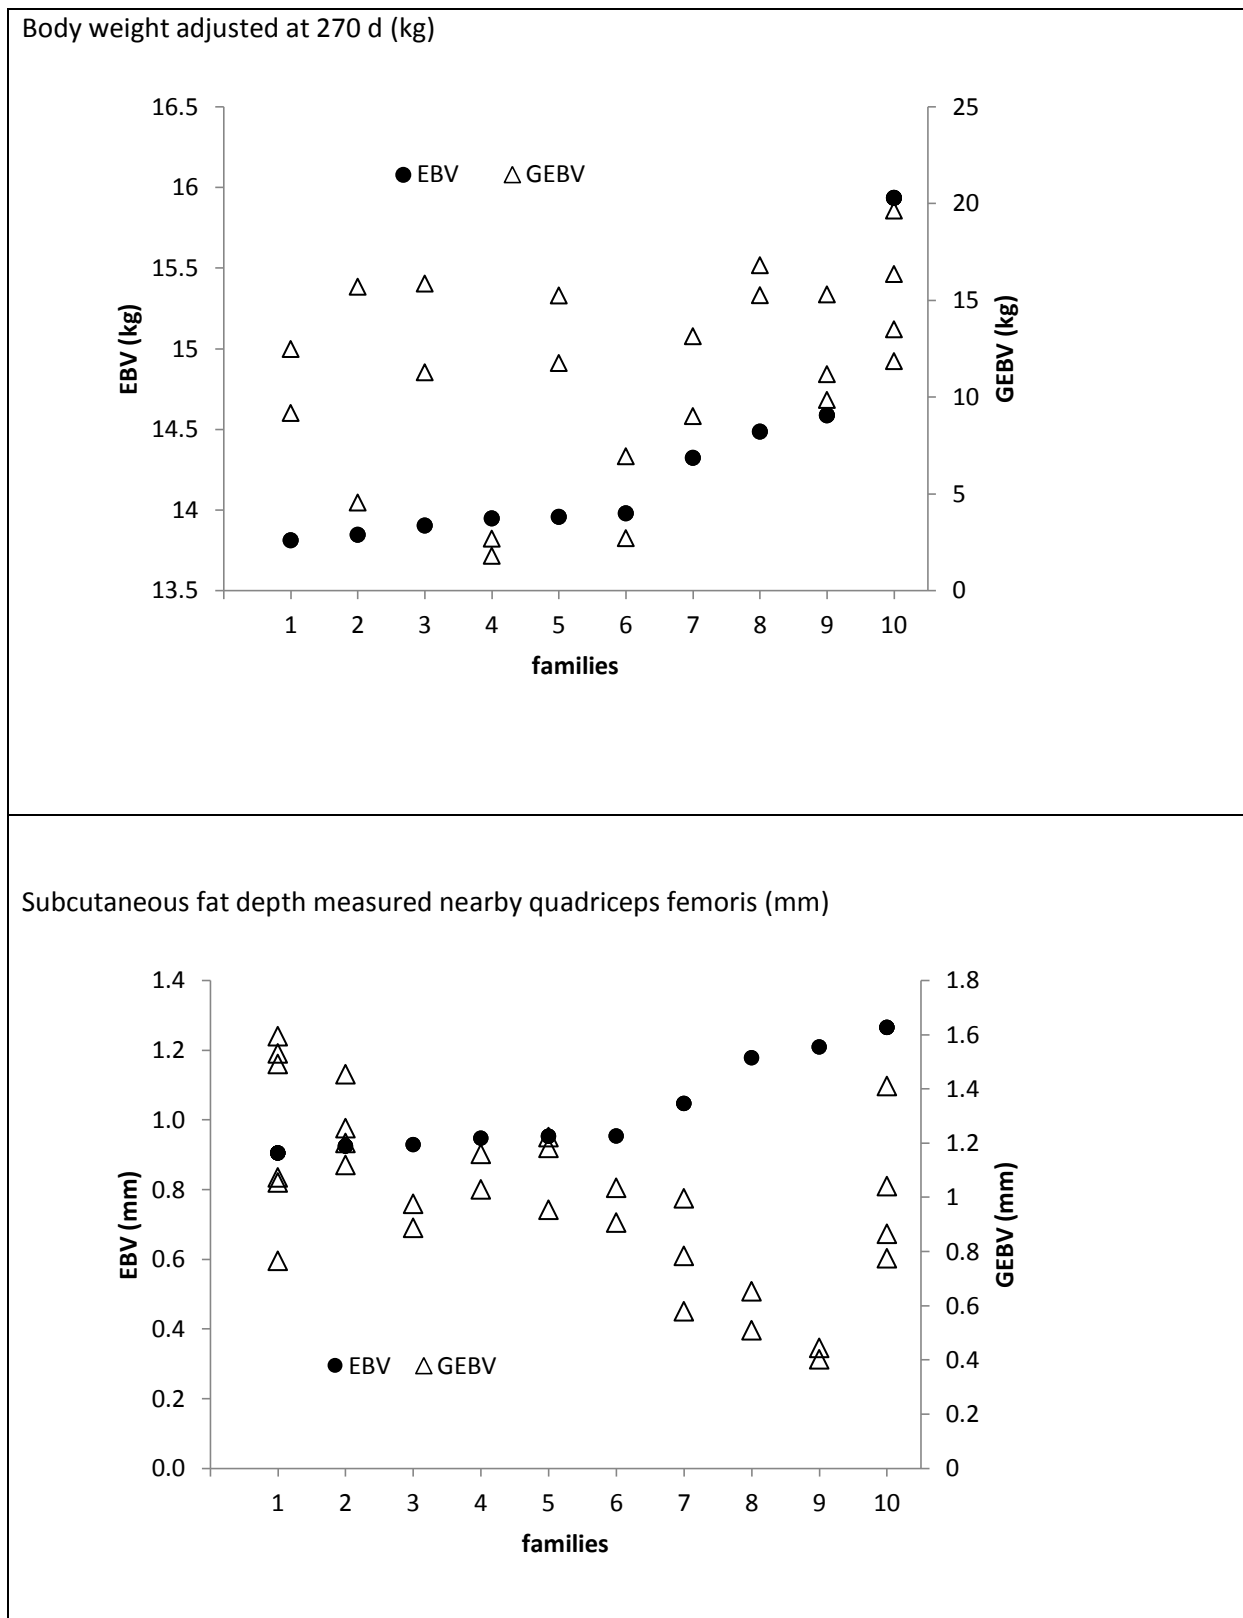 Body weight adjusted at 270 d (kg)
16.5
16
15.5
15
14.5
14
13.5
EBV (kg)
EBV GEBV
25
20
15
10
5
0
GEBV (kg)
1 2 3 4 5 6 7 8 9 10
families
Subcutaneous fat depth measured nearby quadriceps femoris (mm)
1.4
1.2
1.0
0.8
0.6
0.4
0.2
0.0
EBV (mm)
EBV GEBV
1.8
1.6
1.4
1.2
1
0.8
0.6
0.4
0.2
0
GEBV (mm)
1 2 3 4 5 6 7 8 9 10
families